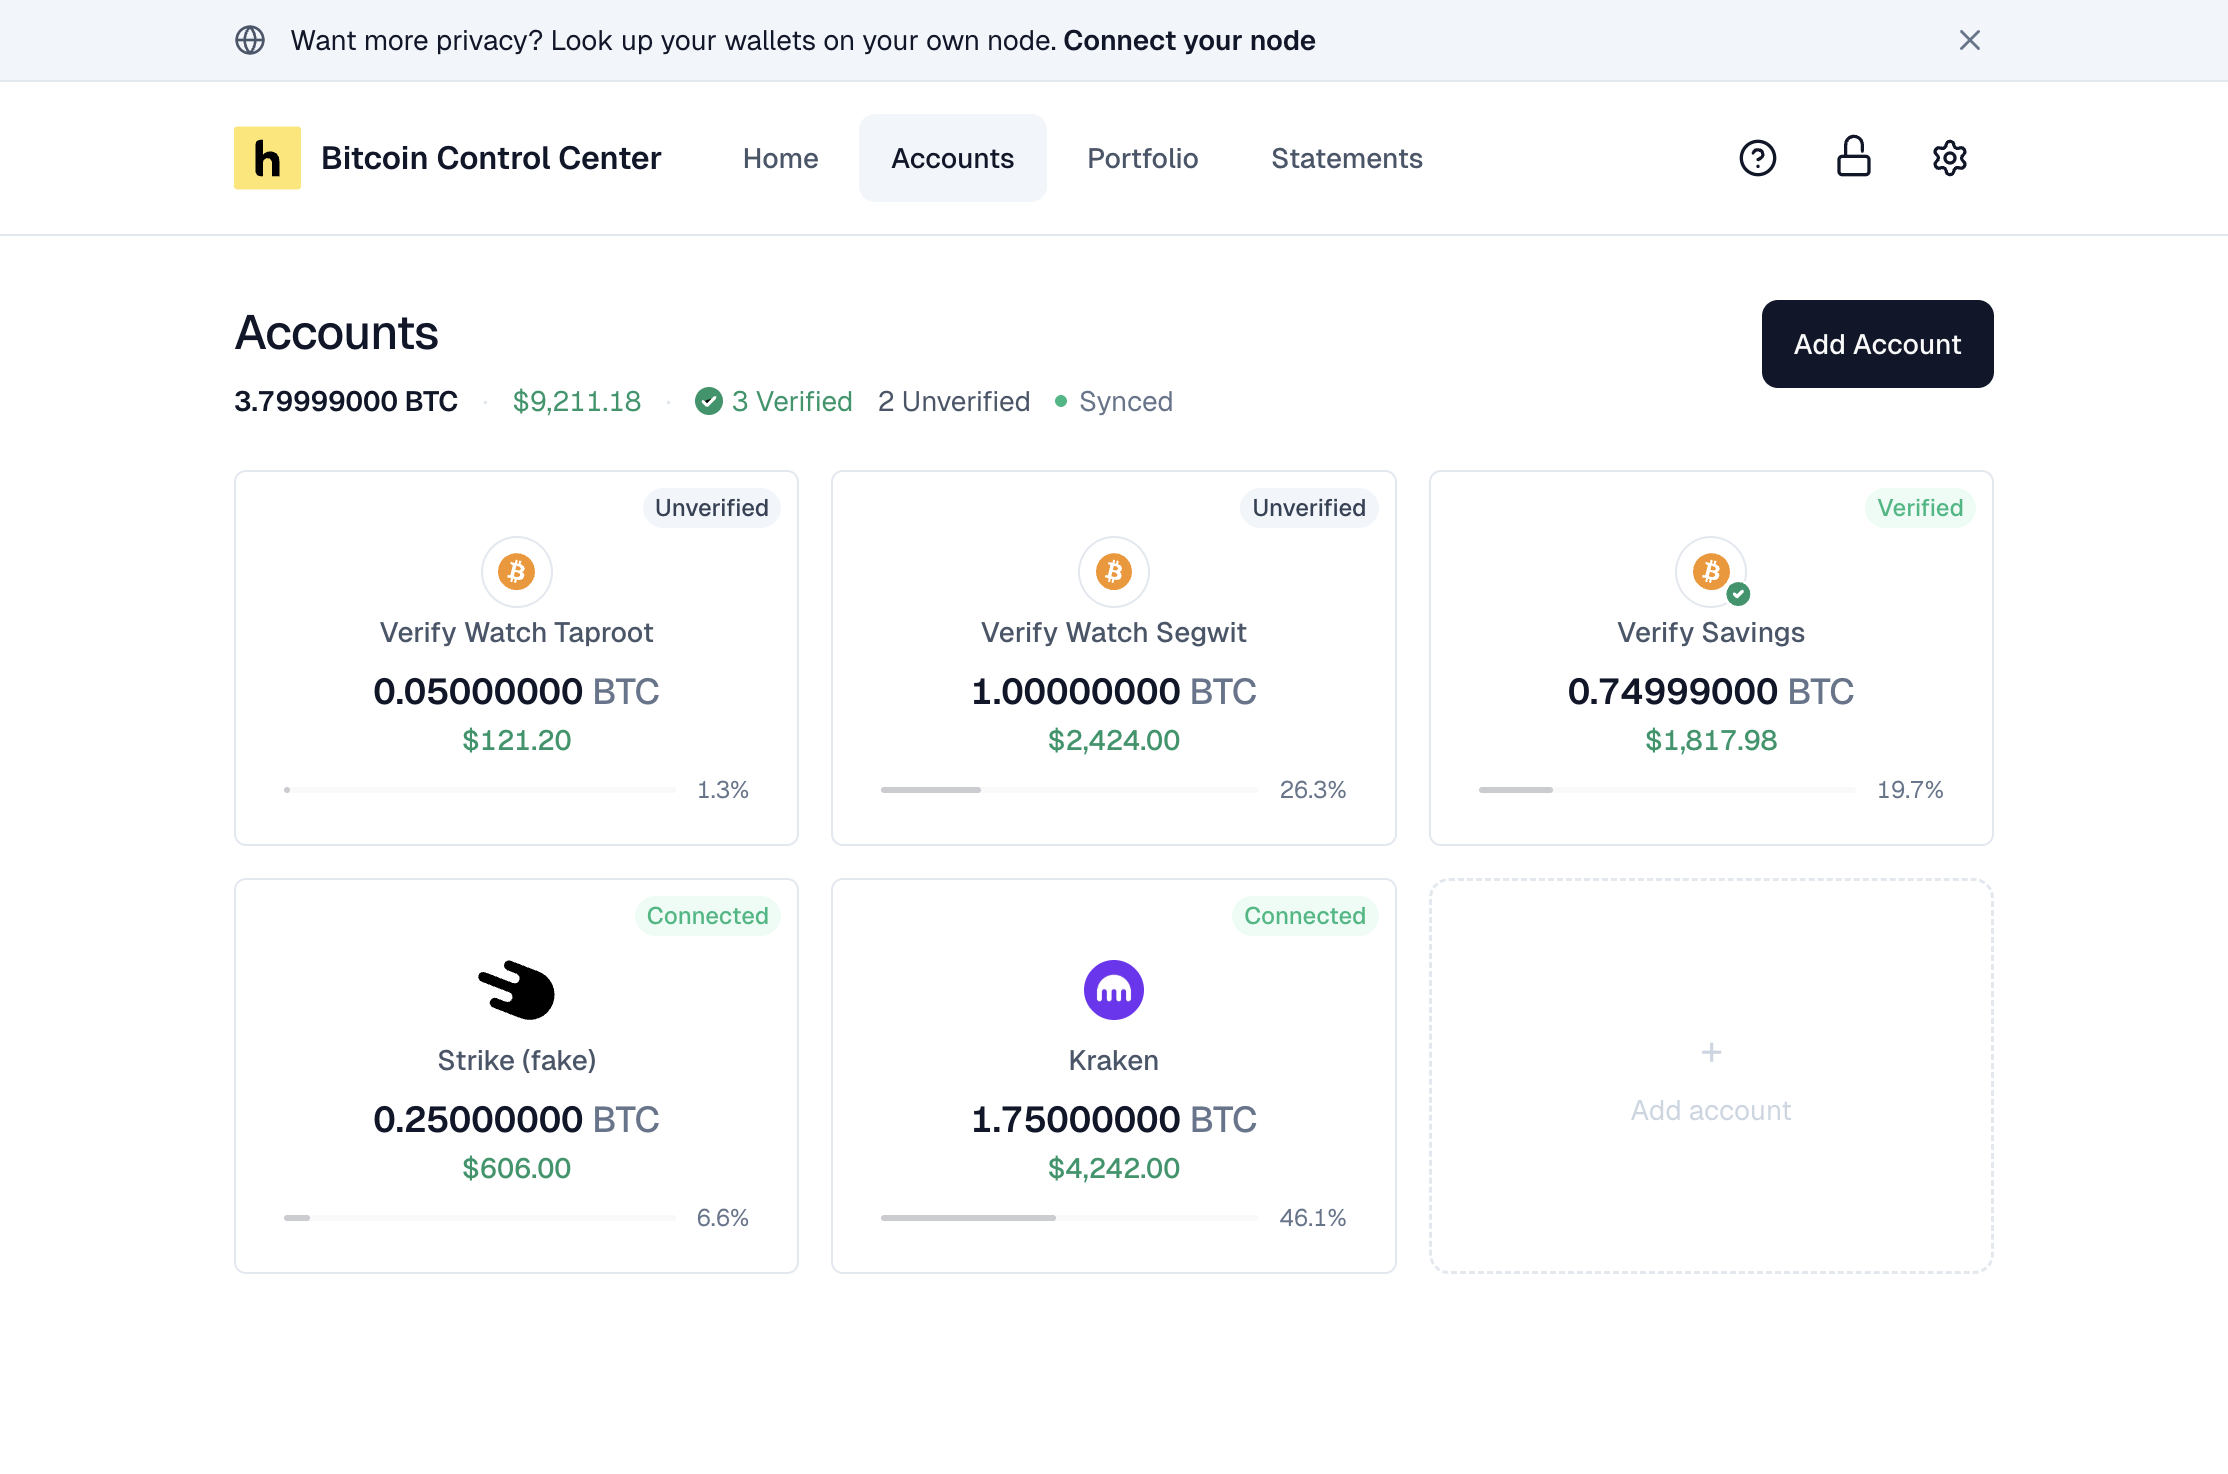 Want more privacy? Look up your wallets on your own node. Connect your node
h Bitcoin Control Center Home Accounts Portfolio Statements
Accounts
Add Account
3.79999000 BTC · $9,211.18 · 3 Verified 2 Unverified Synced
Unverified
Verify Watch Taproot
0.05000000 BTC
$121.20
1.3%
Unverified
Verify Watch Segwit
1.00000000 BTC
$2,424.00
26.3%
Verified
Verify Savings
0.74999000 BTC
$1,817.98
19.7%
Connected
Strike (fake)
0.25000000 BTC
$606.00
6.6%
Connected
Kraken
1.75000000 BTC
$4,242.00
46.1%
+
Add account